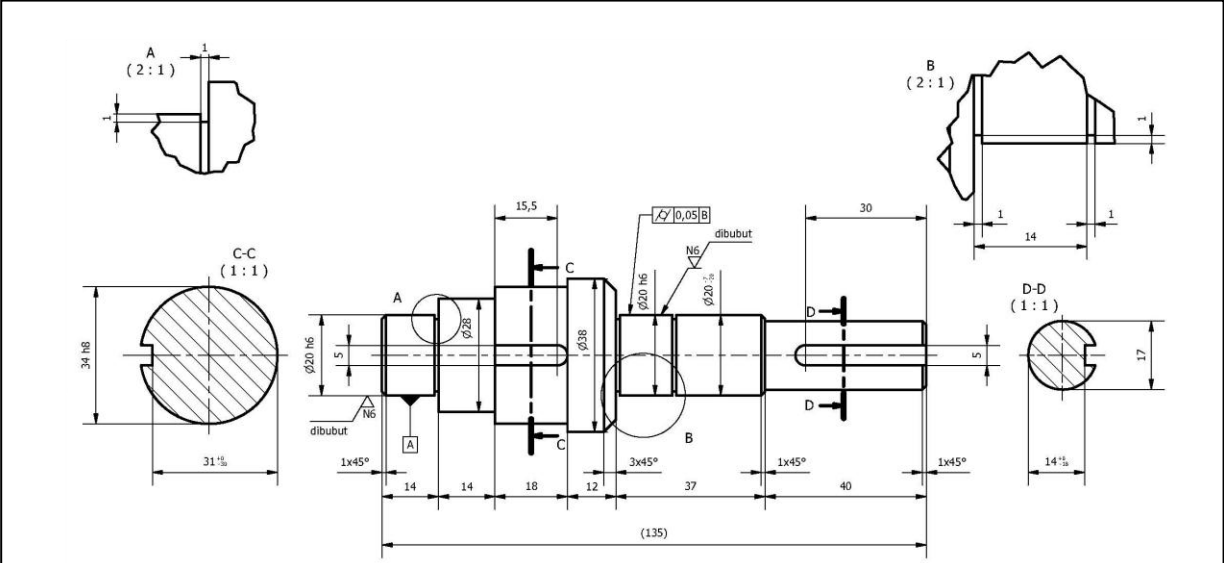 A
( 2 : 1 )
1
1
B
( 2 : 1 )
1
1
1
14
15,5
0,05 B
30
dibubut
N6
C-C
( 1 : 1 )
34 h8
31
A
C
C
Ø20 h6
5
Ø28
Ø38
Ø20 h6
Ø20
D
D
B
D-D
( 1 : 1 )
5
17
14
dibubut
N6
A
1x45°
3x45°
1x45°
1x45°
14
14
18
12
37
40
(135)